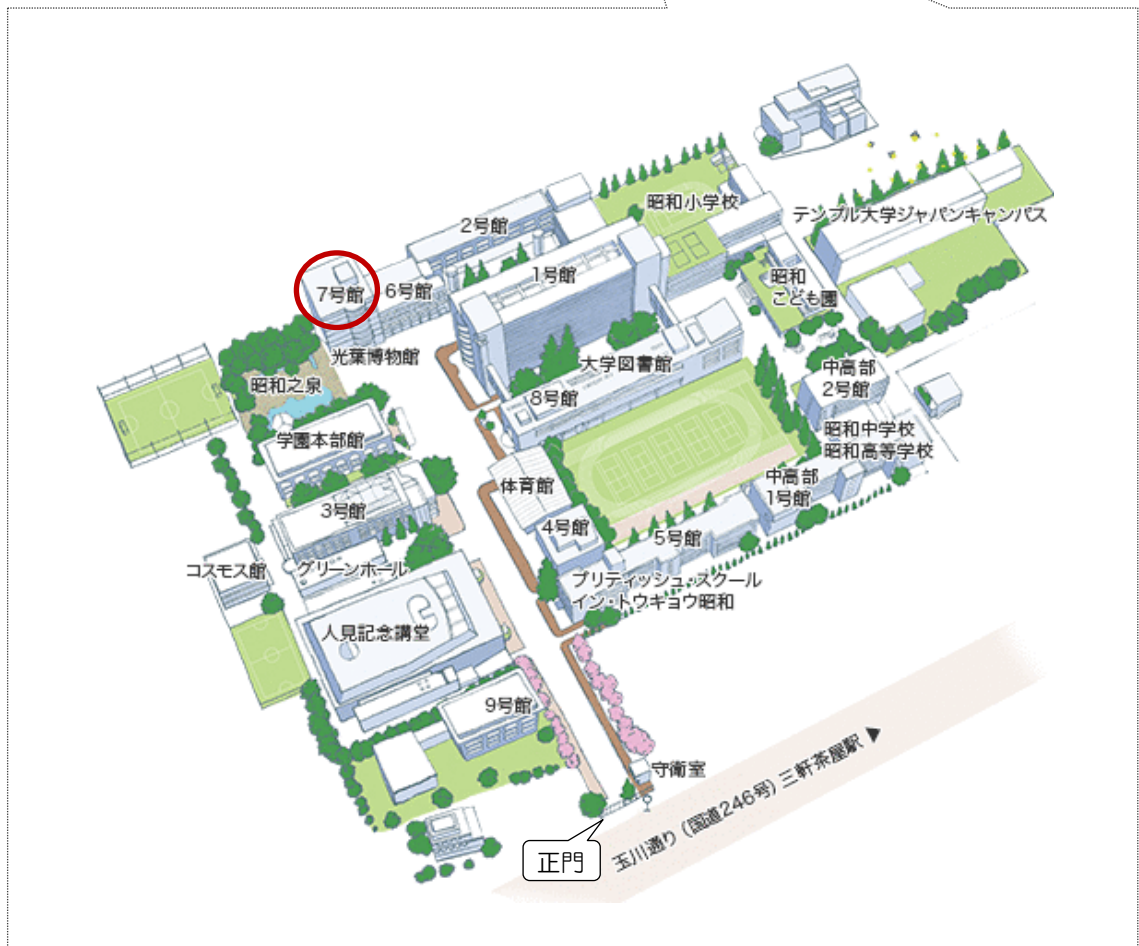 昭和小学校
テンプル大学ジャパンキャンパス
2号館
1号館
昭和
こども園
7号館
6号館
光葉博物館
大学図書館
中高部
2号館
昭和之泉
8号館
昭和中学校
昭和高等学校
学園本部館
体育館
中高部
1号館
3号館
4号館
5号館
コスモス館
グリーンホール
ブリティッシュ・スクール
イン・トウキョウ昭和
人見記念講堂
9号館
守衛室
玉川通り (国道246号) 三軒茶屋駅 ▶
正門